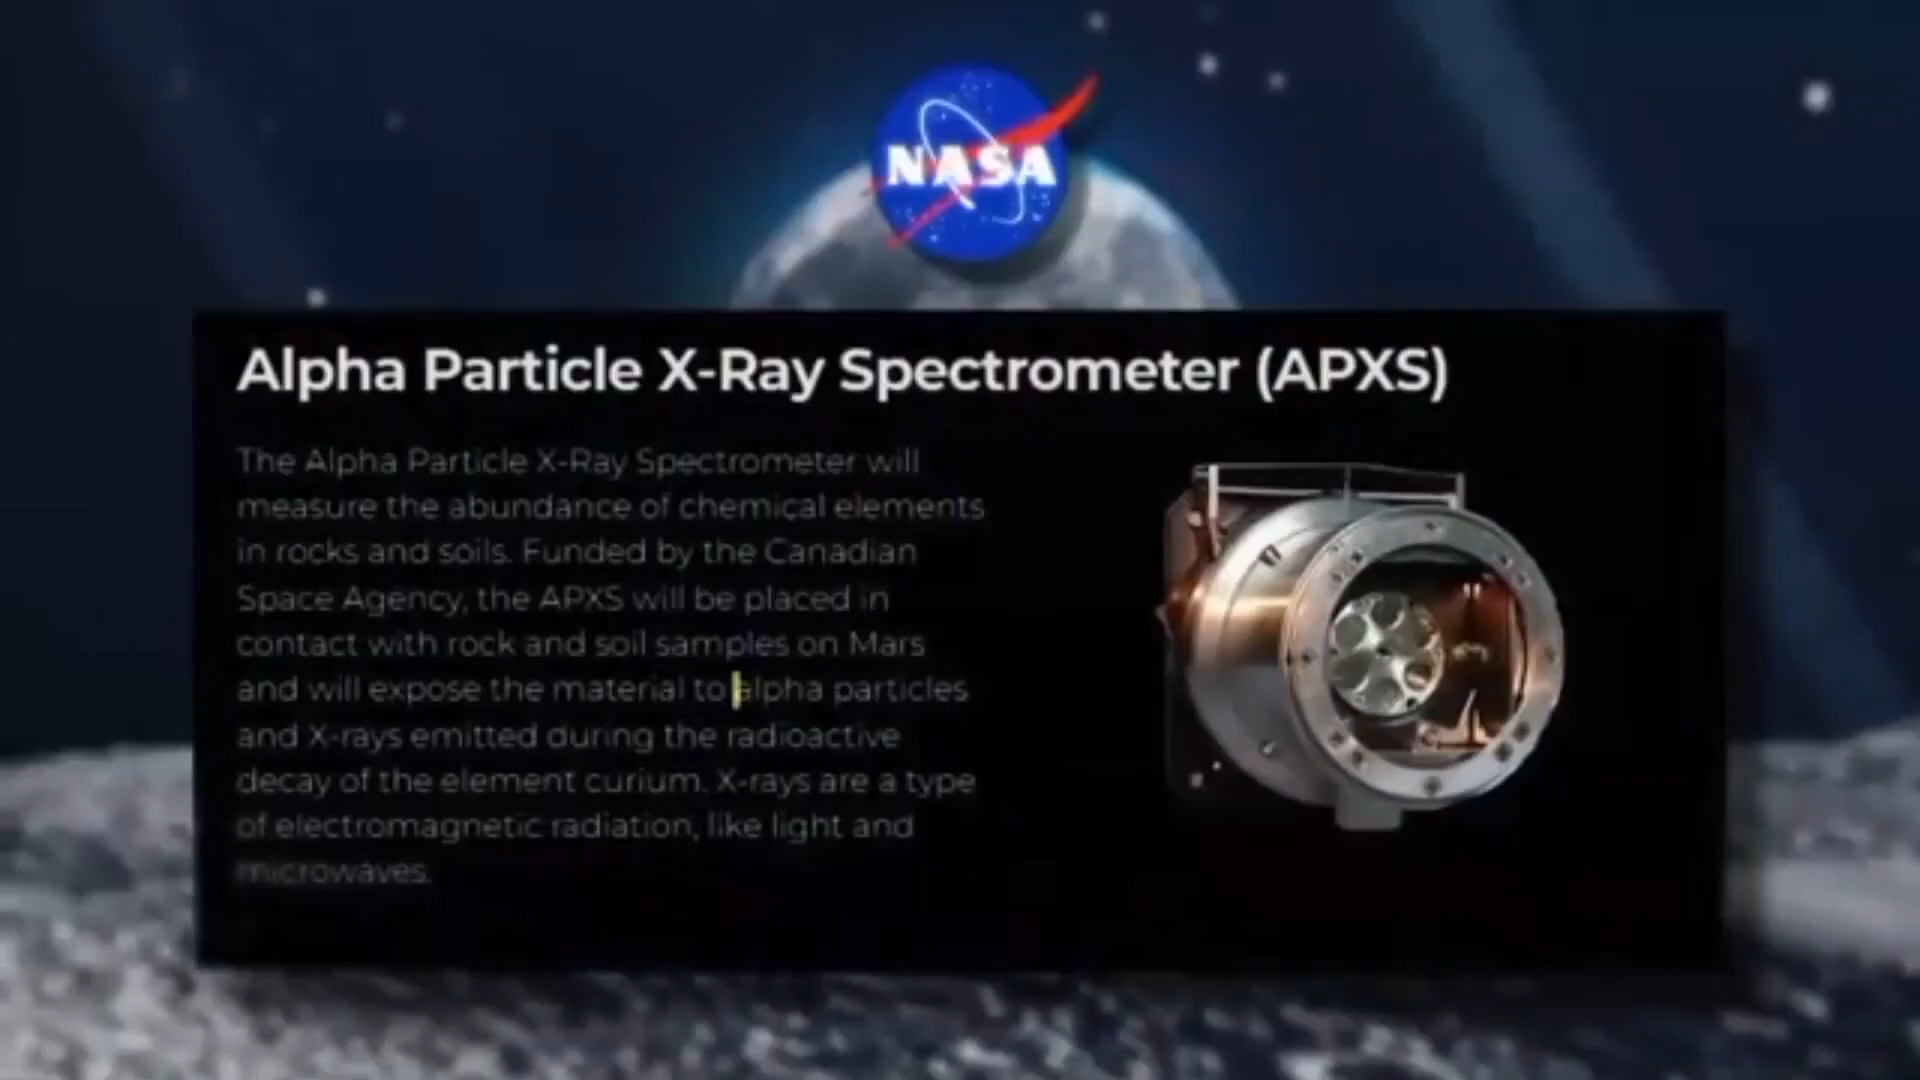 NASA
Alpha Particle X-Ray Spectrometer (APXS)
The Alpha Particle X-Ray Spectrometer will
measure the abundance of chemical elements
in rocks and soils. Funded by the Canadian
Space Agency, the APXS will be placed in
contact with rock and soil samples on Mars
and will expose the material to alpha particles
and X-rays emitted during the radioactive
decay of the element curium. X-rays are a type
of electromagnetic radiation, like light and
microwaves.